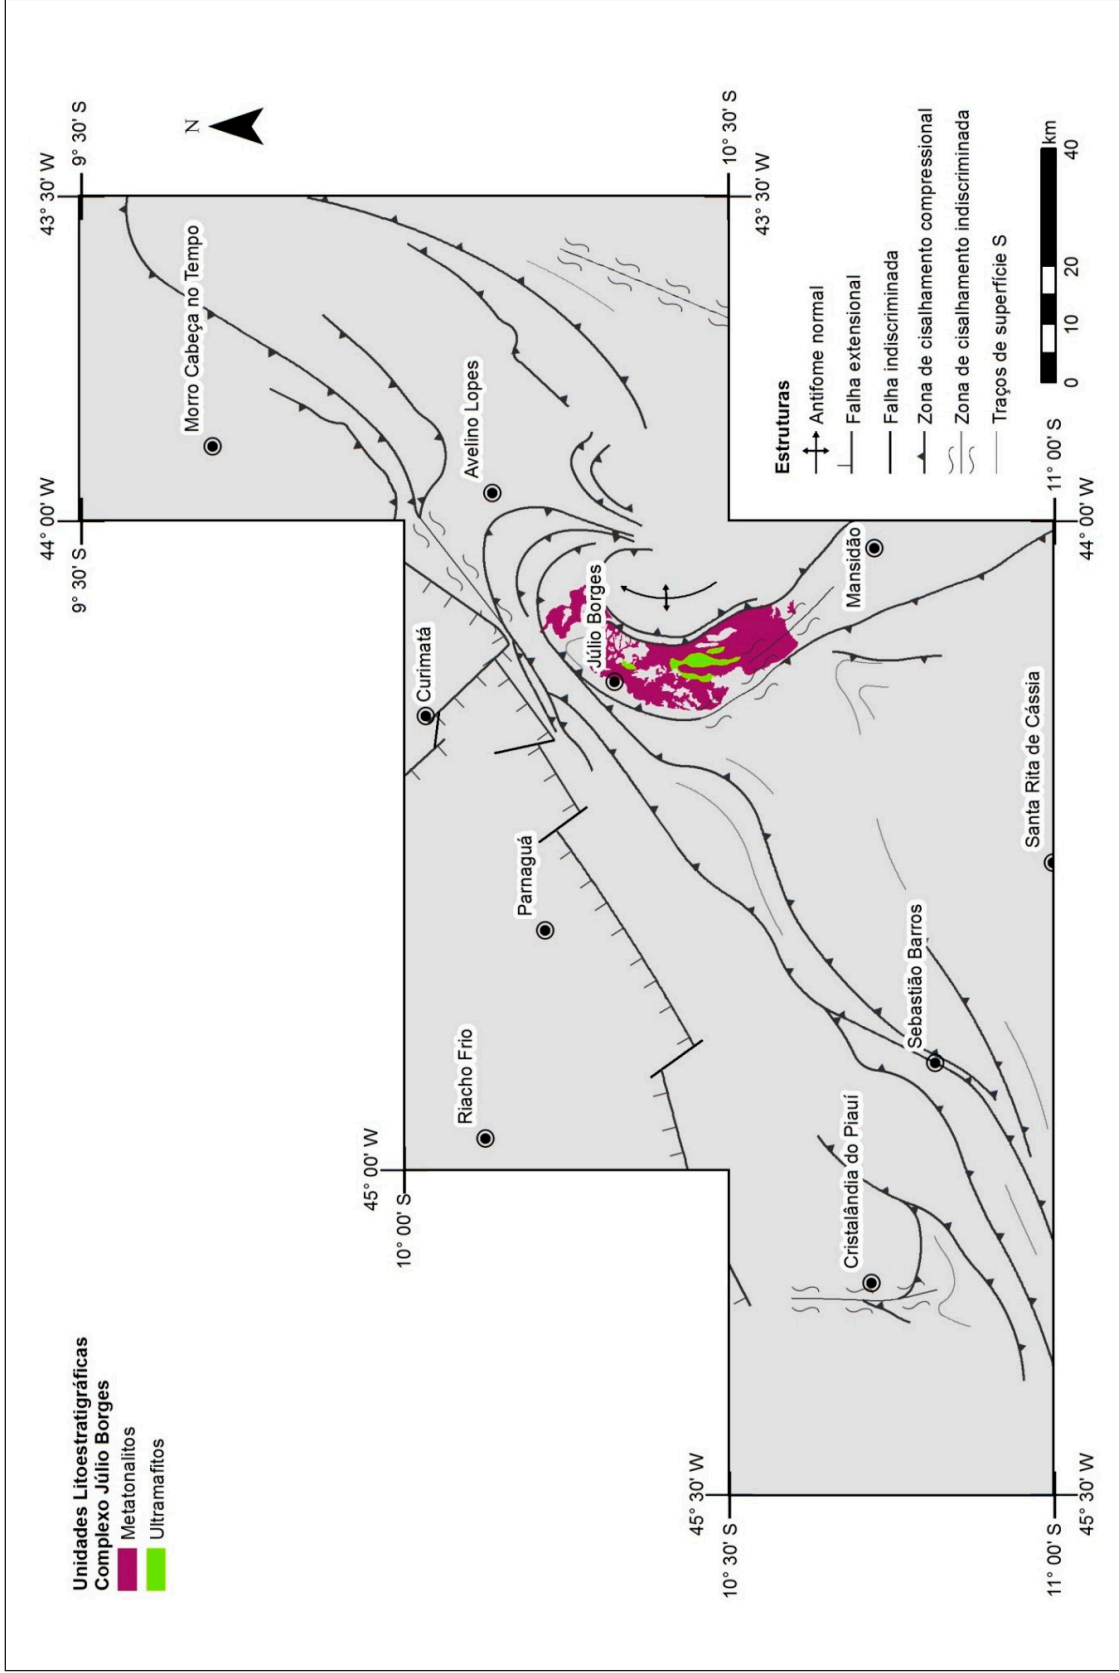 Unidades Litoestratigráficas
Complexo Júlio Borges
Metatonalitos
Ultramafitos
44° 00' W
43° 30' W
9° 30' S
9° 30' S
N
Morro Cabeça no Tempo
45° 00' W
10° 00' S
Curimatá
Avelino Lopes
Riacho Frio
Parnaguá
Júlio Borges
45° 30' W
10° 30' S
10° 30' S
43° 30' W
Cristalândia do Piauí
Sebastião Barros
Mansidão
Santa Rita de Cássia
11° 00' S
45° 30' W
11° 00' S
44° 00' W
Estruturas
Antifome normal
Falha extensional
Falha indiscriminada
Zona de cisalhamento compressional
Zona de cisalhamento indiscriminada
Traços de superfície S
0 10 20 40
km